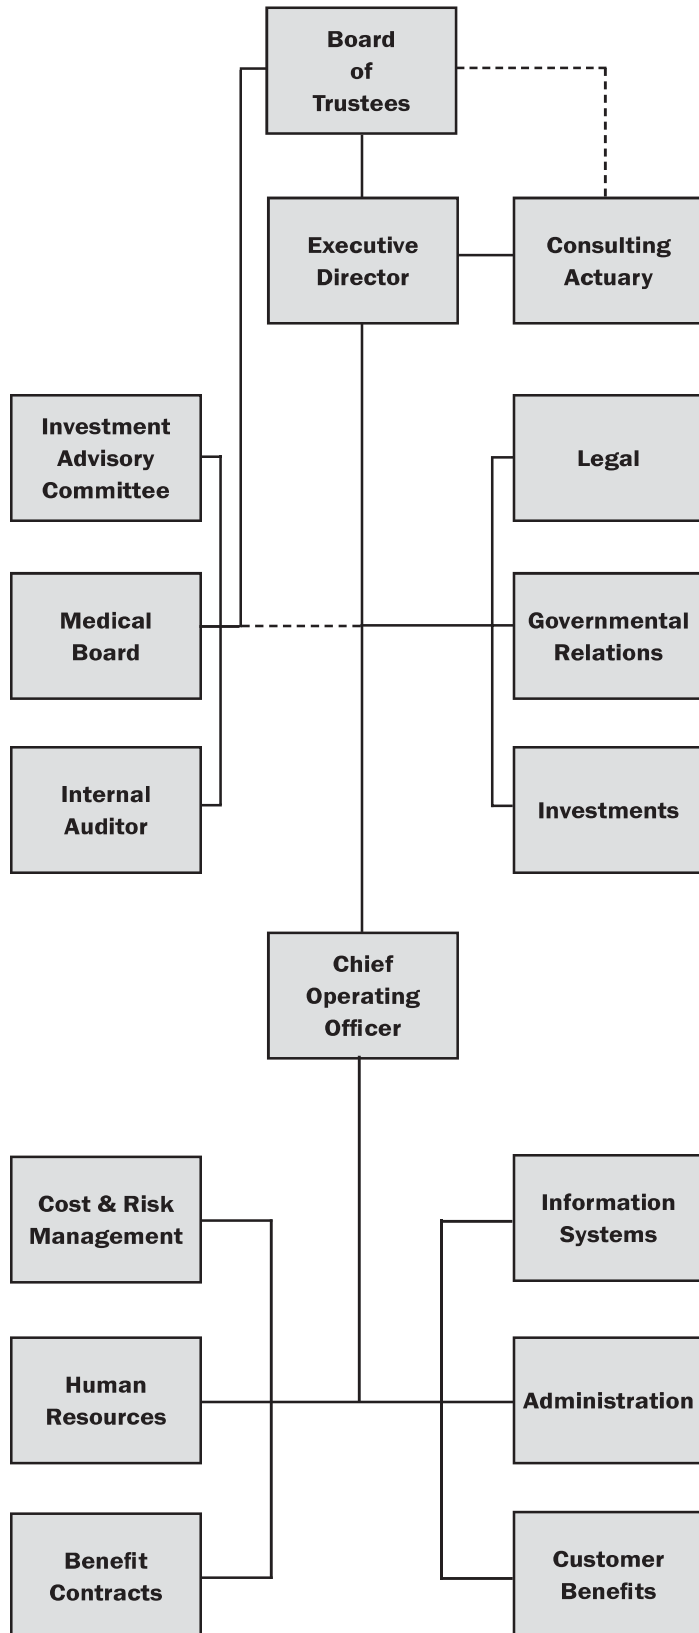 Board
of
Trustees
Executive
Director
Consulting
Actuary
Investment
Advisory
Committee
Legal
Medical
Board
Governmental
Relations
Internal
Auditor
Investments
Chief
Operating
Officer
Cost & Risk
Management
Information
Systems
Human
Resources
Administration
Benefit
Contracts
Customer
Benefits